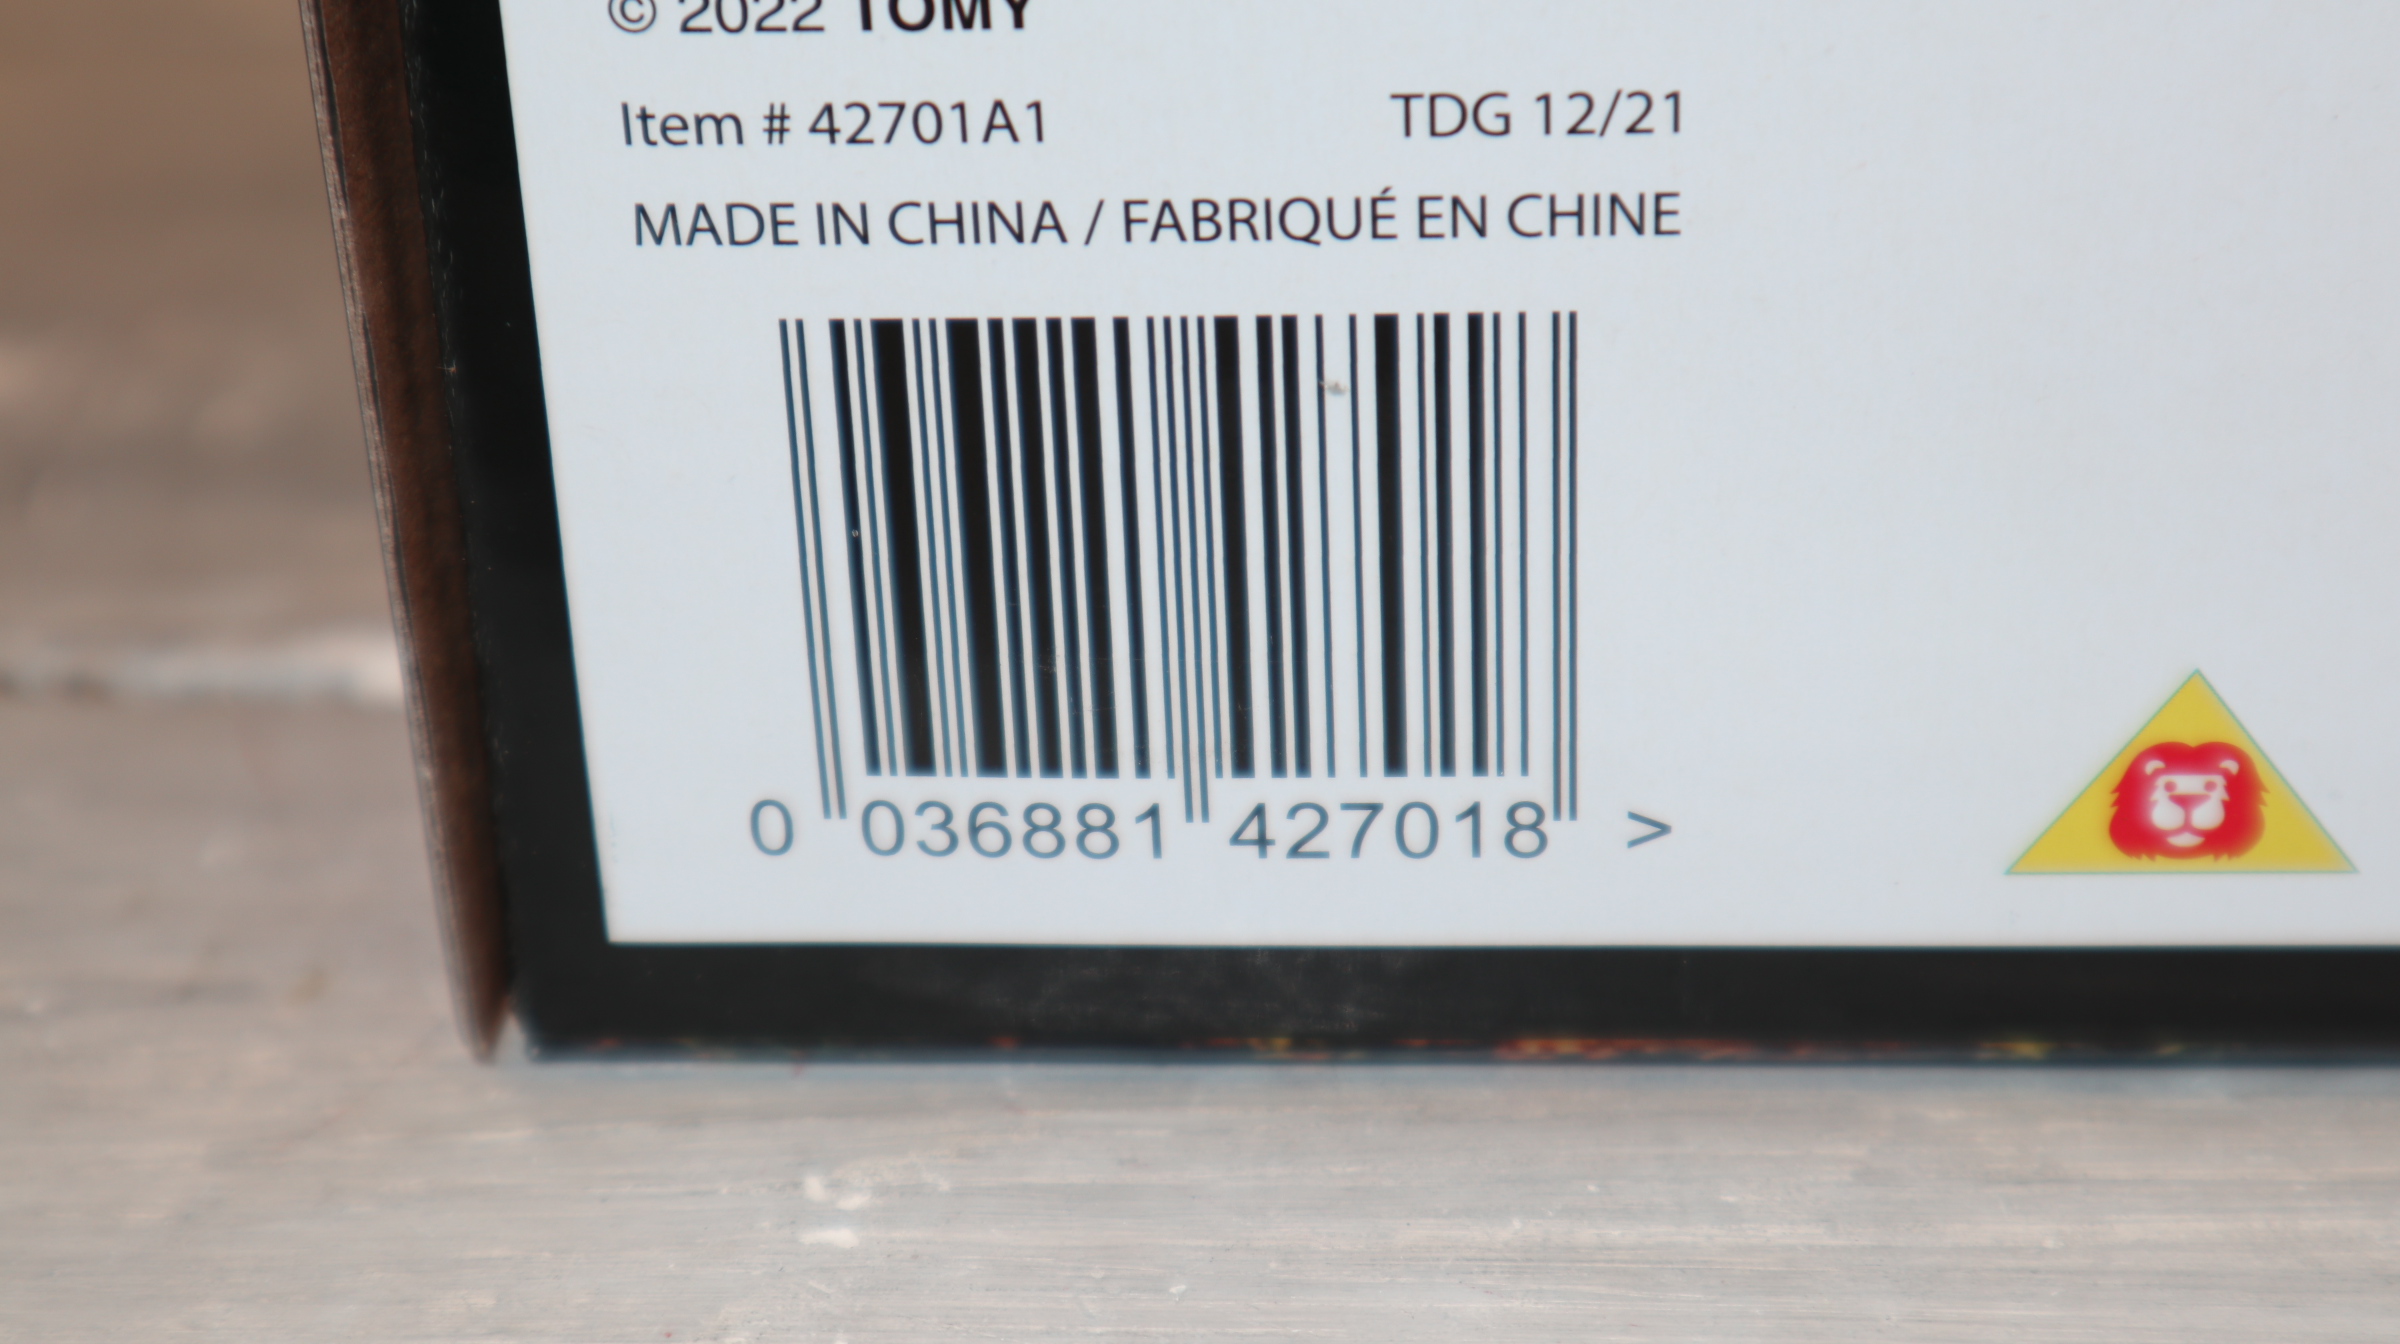 © 2022 TOMY
Item # 42701A1 TDG 12/21
MADE IN CHINA / FABRIQUÉ EN CHINE
0 036881 427018 >